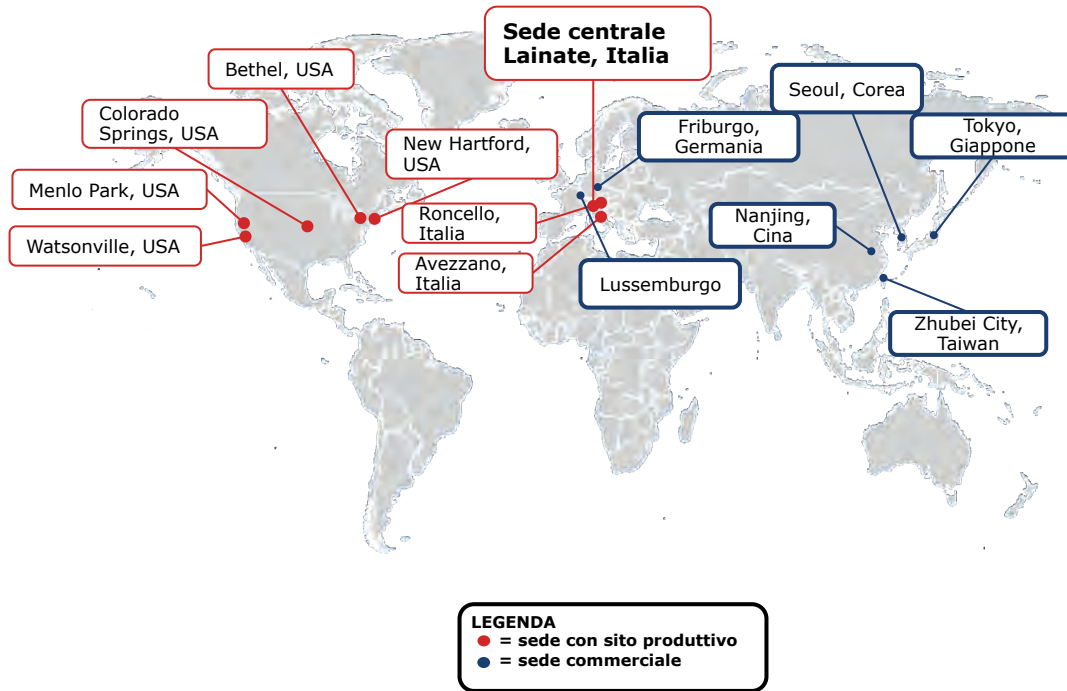 Sede centrale
Lainate, Italia
Bethel, USA
Seoul, Corea
Colorado
Springs, USA
Friburgo,
Germania
Tokyo,
Giappone
New Hartford,
USA
Menlo Park, USA
Roncello,
Italia
Nanjing,
Cina
Watsonville, USA
Avezzano,
Italia
Lussemburgo
Zhubei City,
Taiwan
LEGENDA
= sede con sito produttivo
= sede commerciale